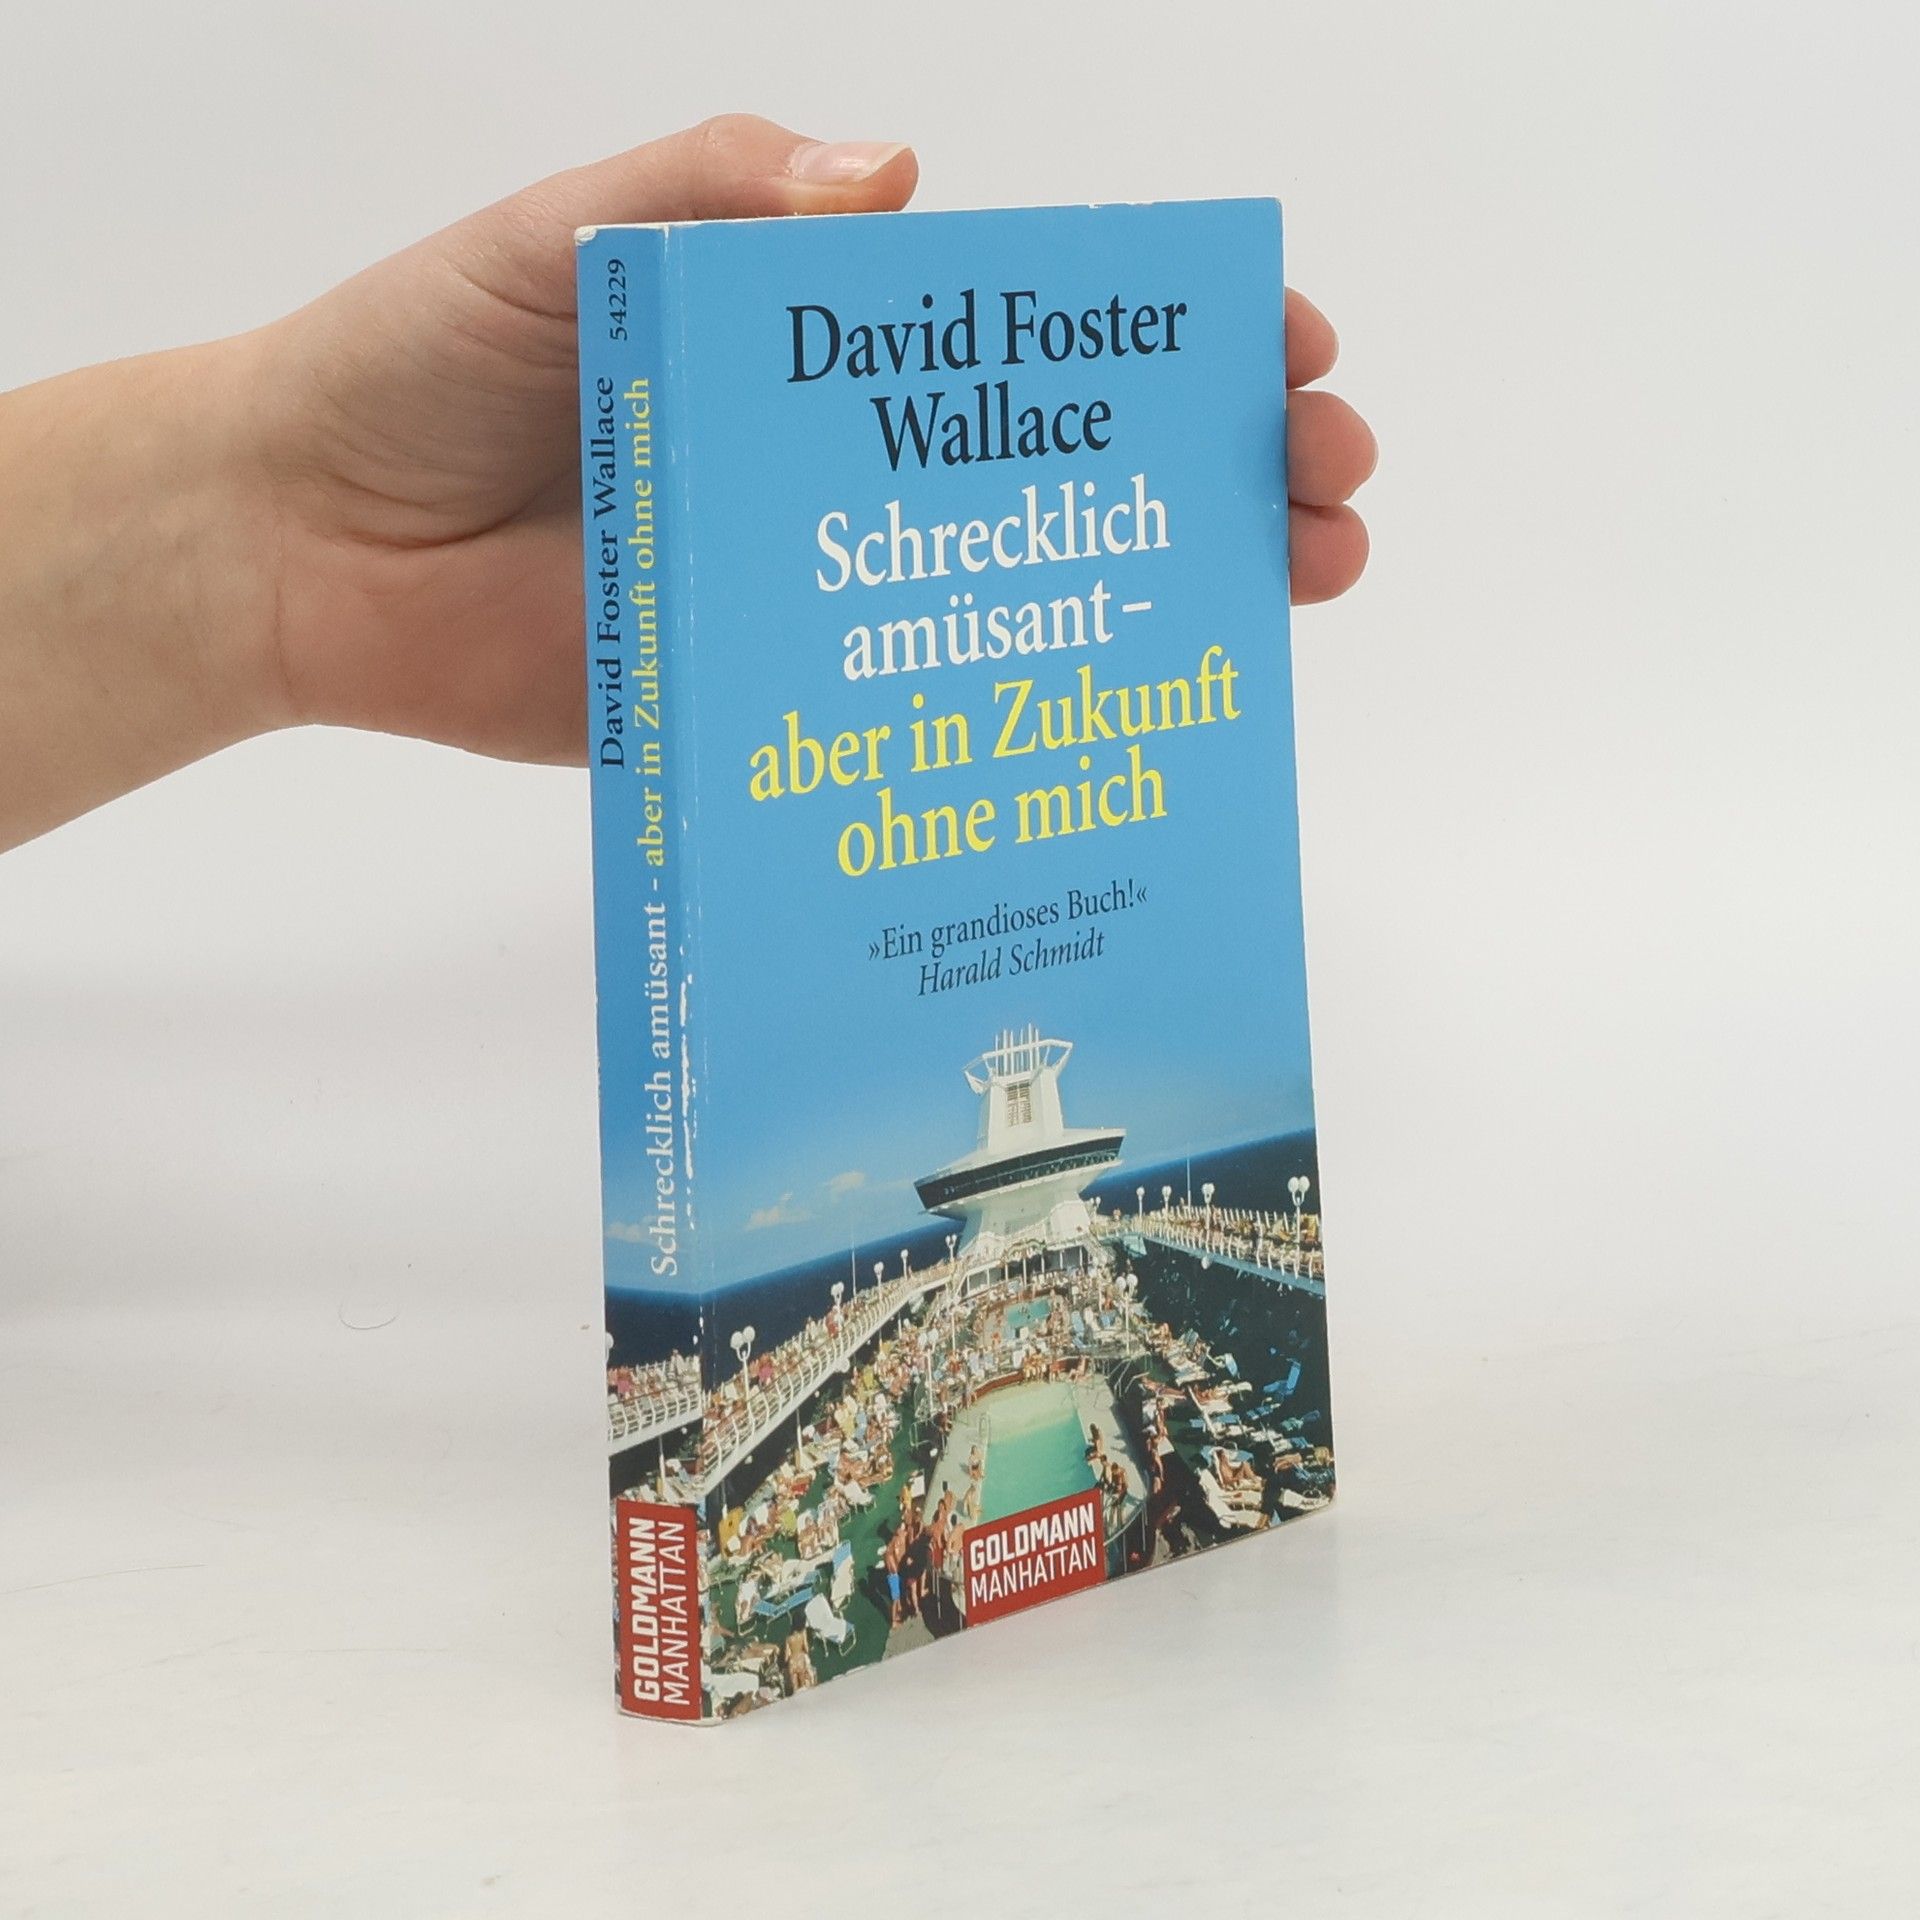 54229
David Foster Wallace
Schrecklich amüsant - aber in Zukunft ohne mich
GOLDMANN
MANHATTAN
David Foster
Wallace
Schrecklich
amüsant –
aber in Zukunft
ohne mich
»Ein grandioses Buch!«
Harald Schmidt
GOLDMANN
MANHATTAN